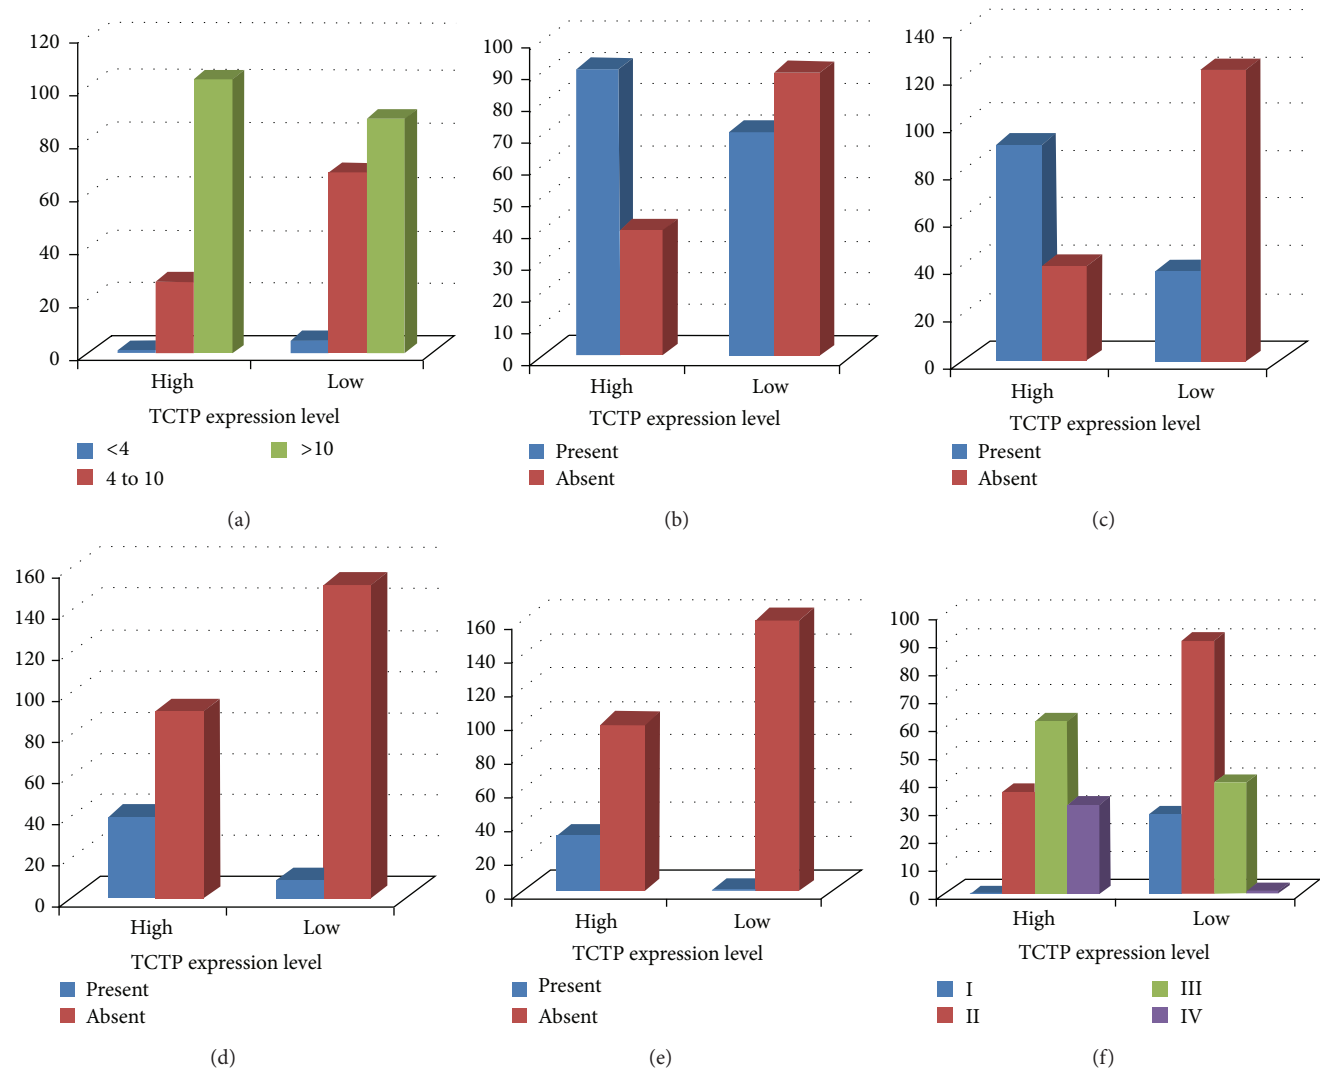 120
100
80
60
40
20
0
High Low
TCTP expression level
<4 >10
4 to 10
(a)
100
90
80
70
60
50
40
30
20
10
0
High Low
TCTP expression level
Present
Absent
(b)
140
120
100
80
60
40
20
0
High Low
TCTP expression level
Present
Absent
(c)
160
140
120
100
80
60
40
20
0
High Low
TCTP expression level
Present
Absent
(d)
160
140
120
100
80
60
40
20
0
High Low
TCTP expression level
Present
Absent
(e)
100
90
80
70
60
50
40
30
20
10
0
High Low
TCTP expression level
I III
II IV
(f)